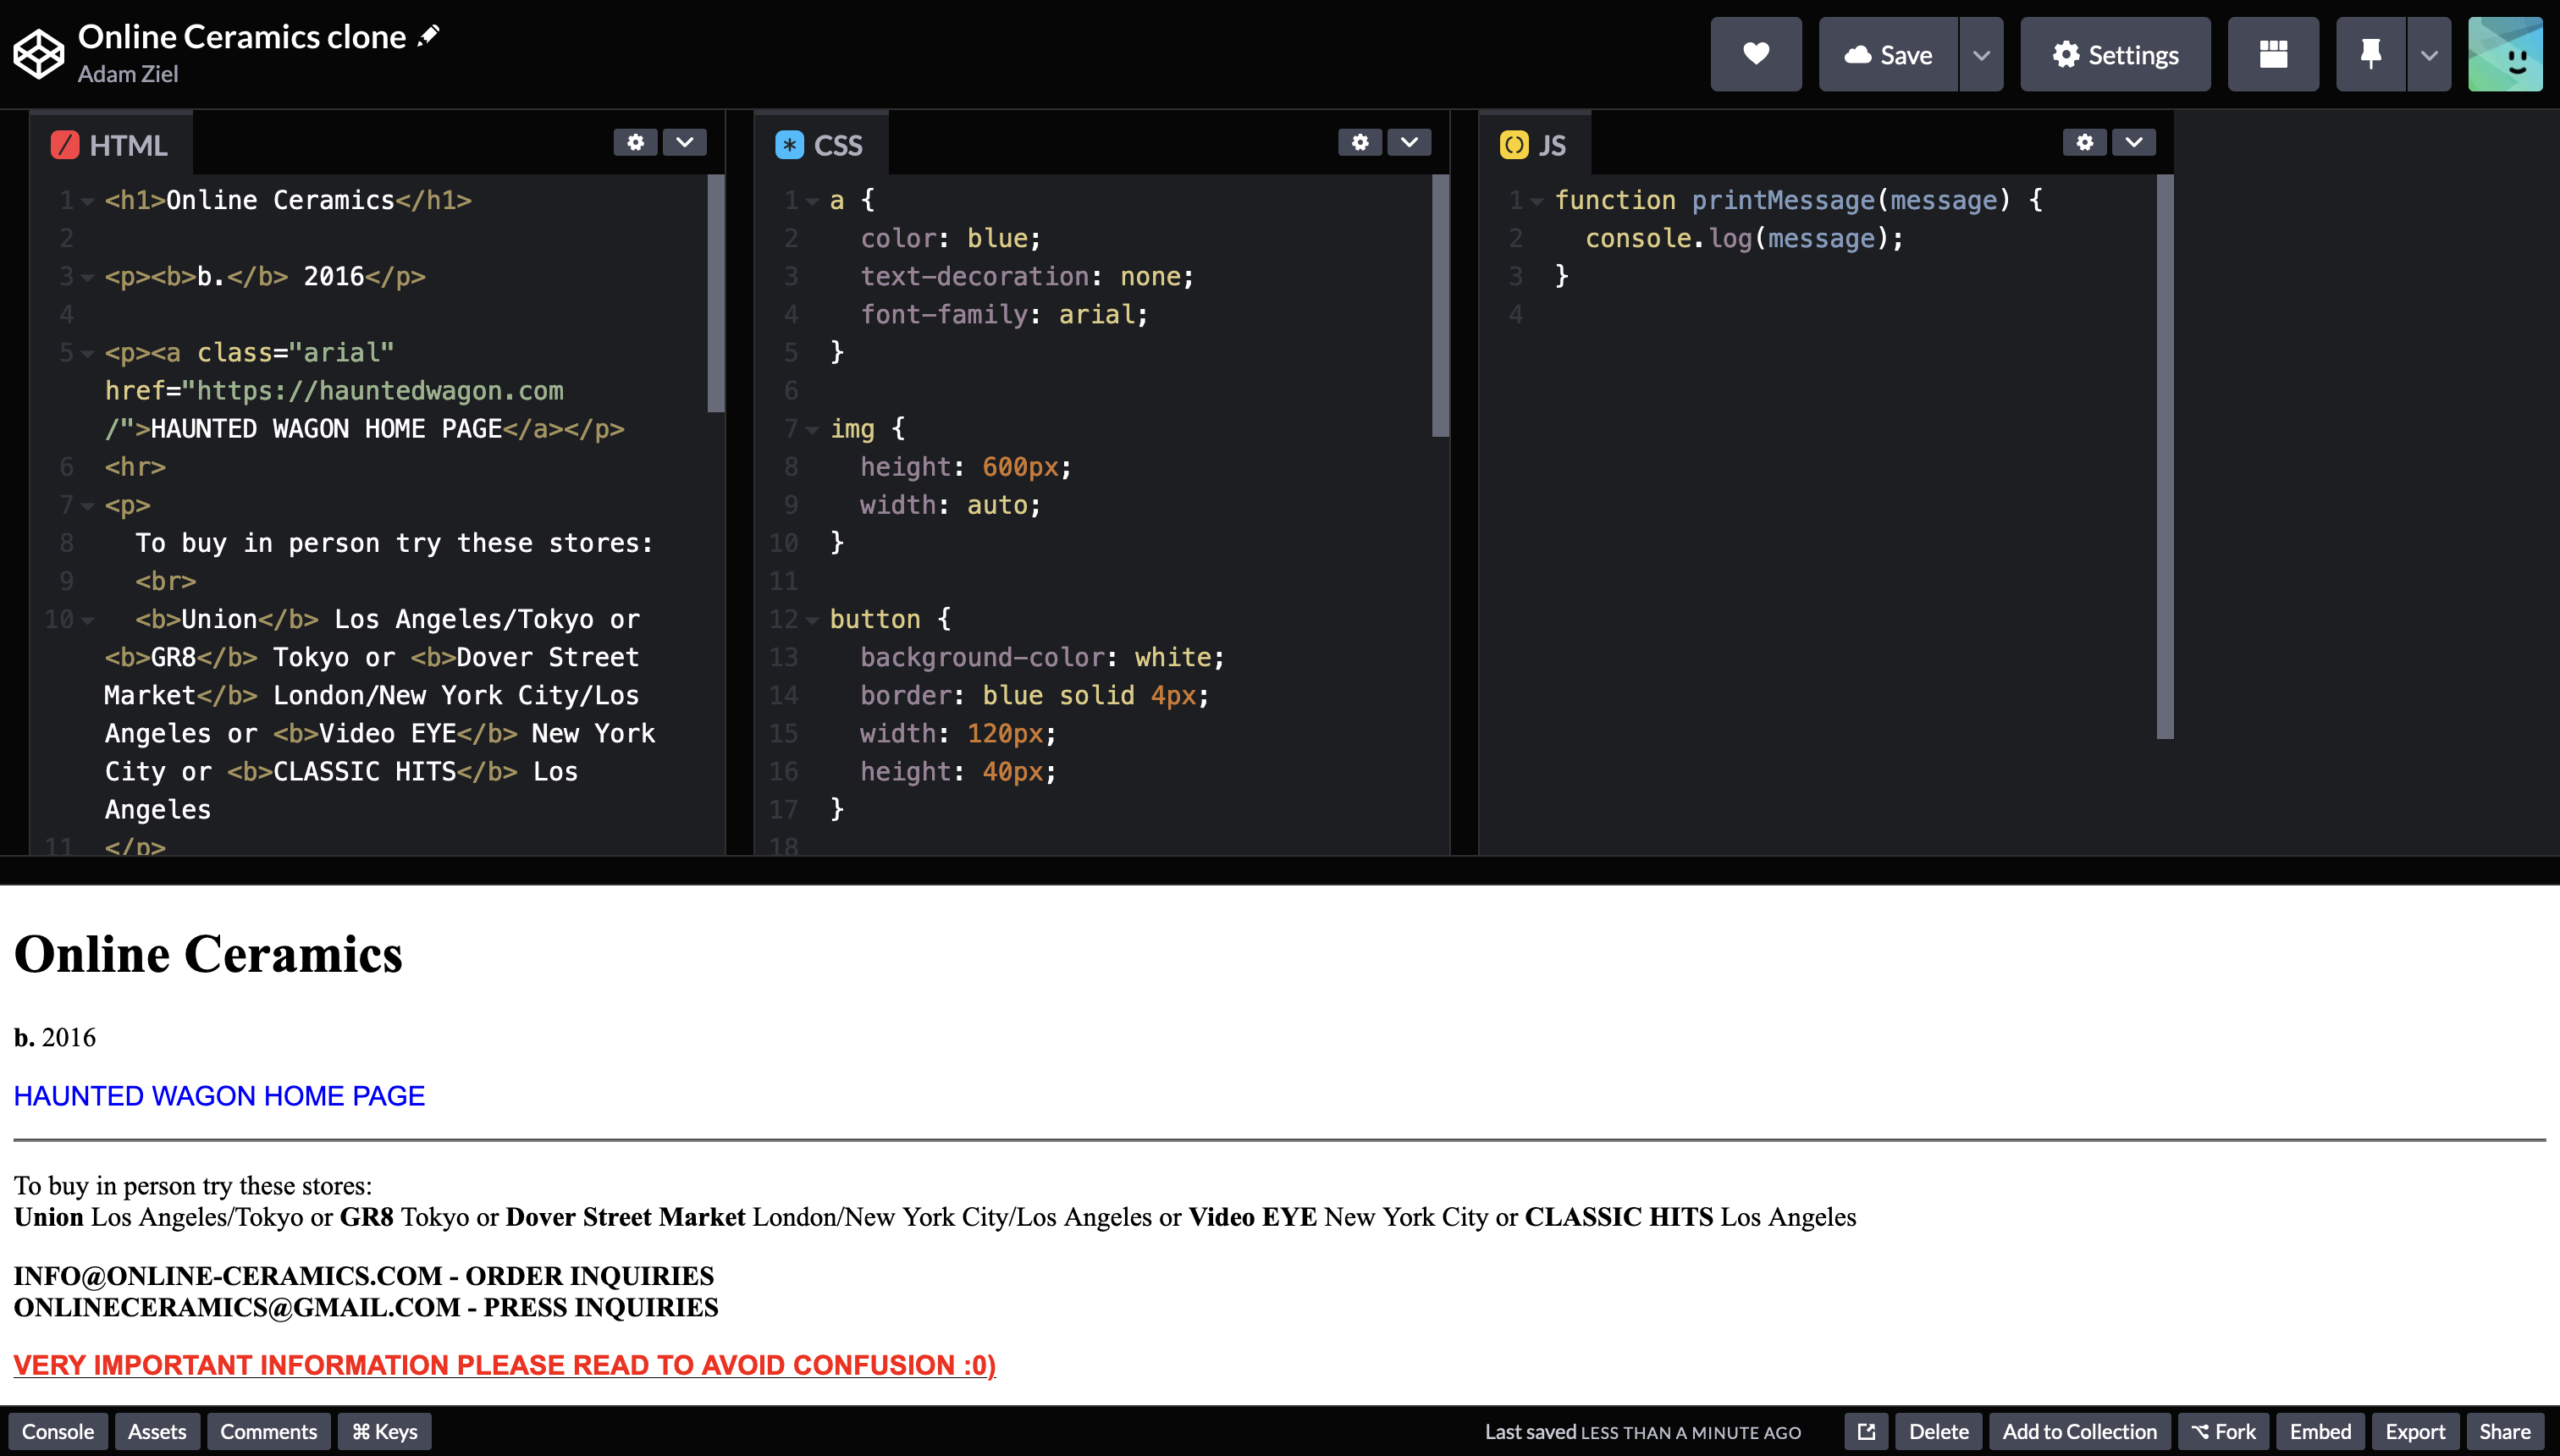 Online Ceramics clone
Adam Ziel
Save
Settings
HTML
1 <h1>Online Ceramics</h1>
2
3 <p><b>b.</b> 2016</p>
4
5 <p><a class="arial"
href="https://hauntedwagon.com
/">HAUNTED WAGON HOME PAGE</a></p>
6 <hr>
7 <p>
8 To buy in person try these stores:
9 <br>
10 <b>Union</b> Los Angeles/Tokyo or
<b>GR8</b> Tokyo or <b>Dover Street
Market</b> London/New York City/Los
Angeles or <b>Video EYE</b> New York
City or <b>CLASSIC HITS</b> Los
Angeles
11 </p>
CSS
1 a {
2 color: blue;
3 text-decoration: none;
4 font-family: arial;
5 }
6
7 img {
8 height: 600px;
9 width: auto;
10 }
11
12 button {
13 background-color: white;
14 border: blue solid 4px;
15 width: 120px;
16 height: 40px;
17 }
18
JS
1 function printMessage(message) {
2 console.log(message);
3 }
4
Online Ceramics
b. 2016
HAUNTED WAGON HOME PAGE
To buy in person try these stores:
Union Los Angeles/Tokyo or GR8 Tokyo or Dover Street Market London/New York City/Los Angeles or Video EYE New York City or CLASSIC HITS Los Angeles
INFO@ONLINE-CERAMICS.COM - ORDER INQUIRIES
ONLINECERAMICS@GMAIL.COM - PRESS INQUIRIES
VERY IMPORTANT INFORMATION PLEASE READ TO AVOID CONFUSION :0)
Console Assets Comments ⌘ Keys Last saved LESS THAN A MINUTE AGO Delete Add to Collection ⌥ Fork Embed Export Share